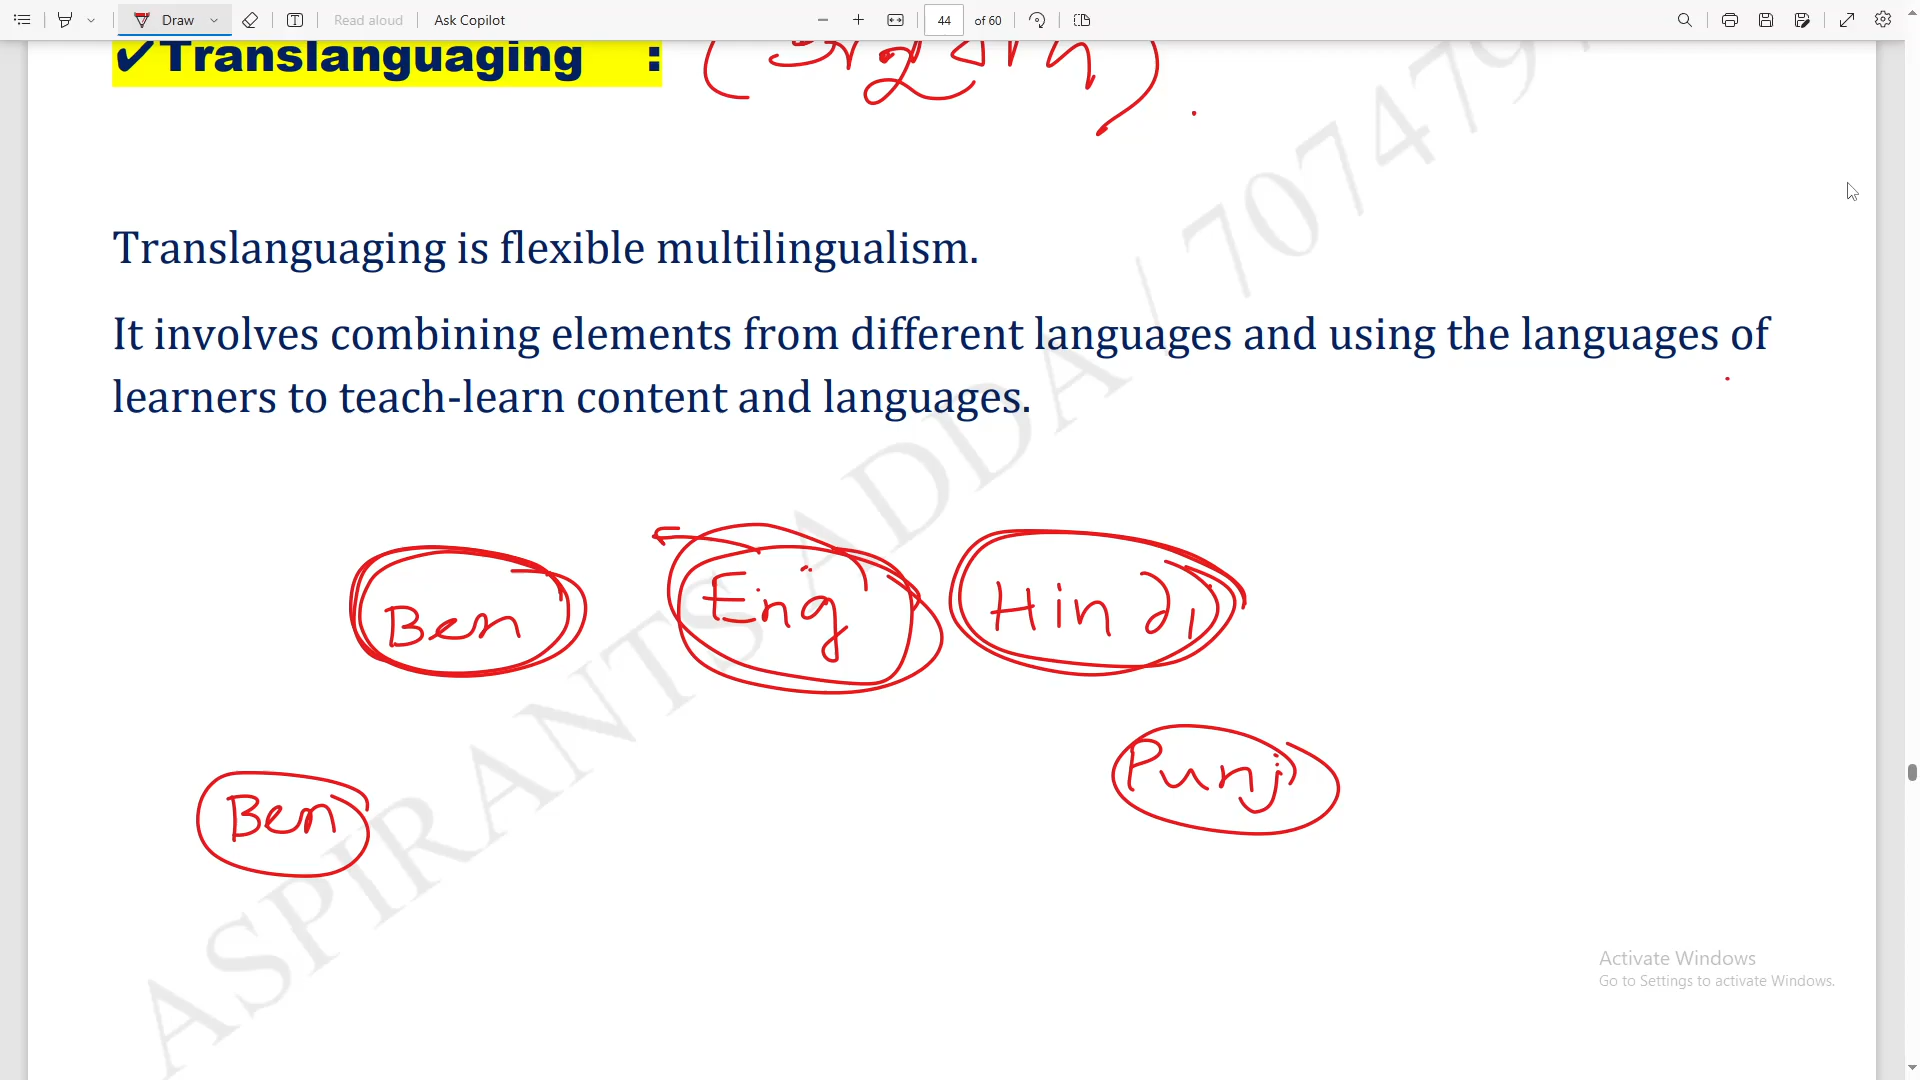 Draw
Read aloud
Ask Copilot
44
of 60
✓Translanguaging :
Translanguaging is flexible multilingualism.
It involves combining elements from different languages and using the languages of
learners to teach-learn content and languages.
Ben Eng Hindi
Punj
Ben
ASPIRANTS ADDA / 707479
Activate Windows
Go to Settings to activate Windows.